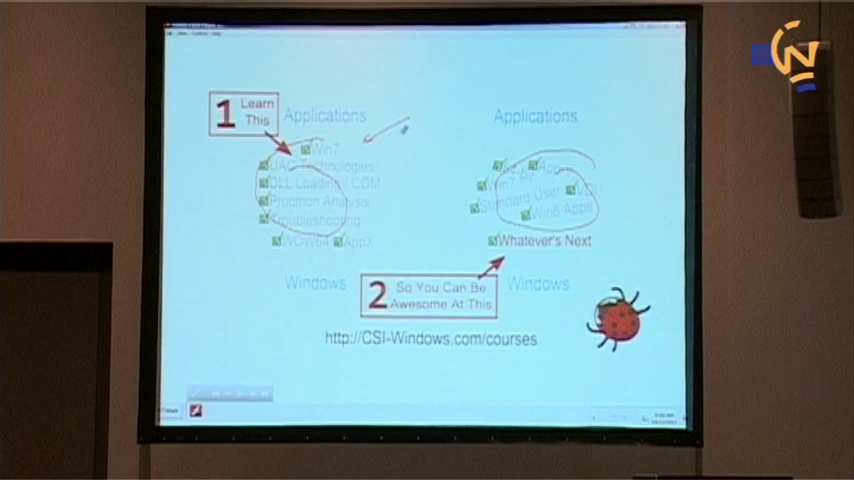 1 Learn This
Applications
Applications
Win7
UAC Technologies
DLL Loading / COM
Procmon Analysis
Troubleshooting
WOW64
AppX
Win7
Standard User
VDI
Win8 Apps
Whatever's Next
Windows
2 So You Can Be
Awesome At This
Windows
http://CSI-Windows.com/courses